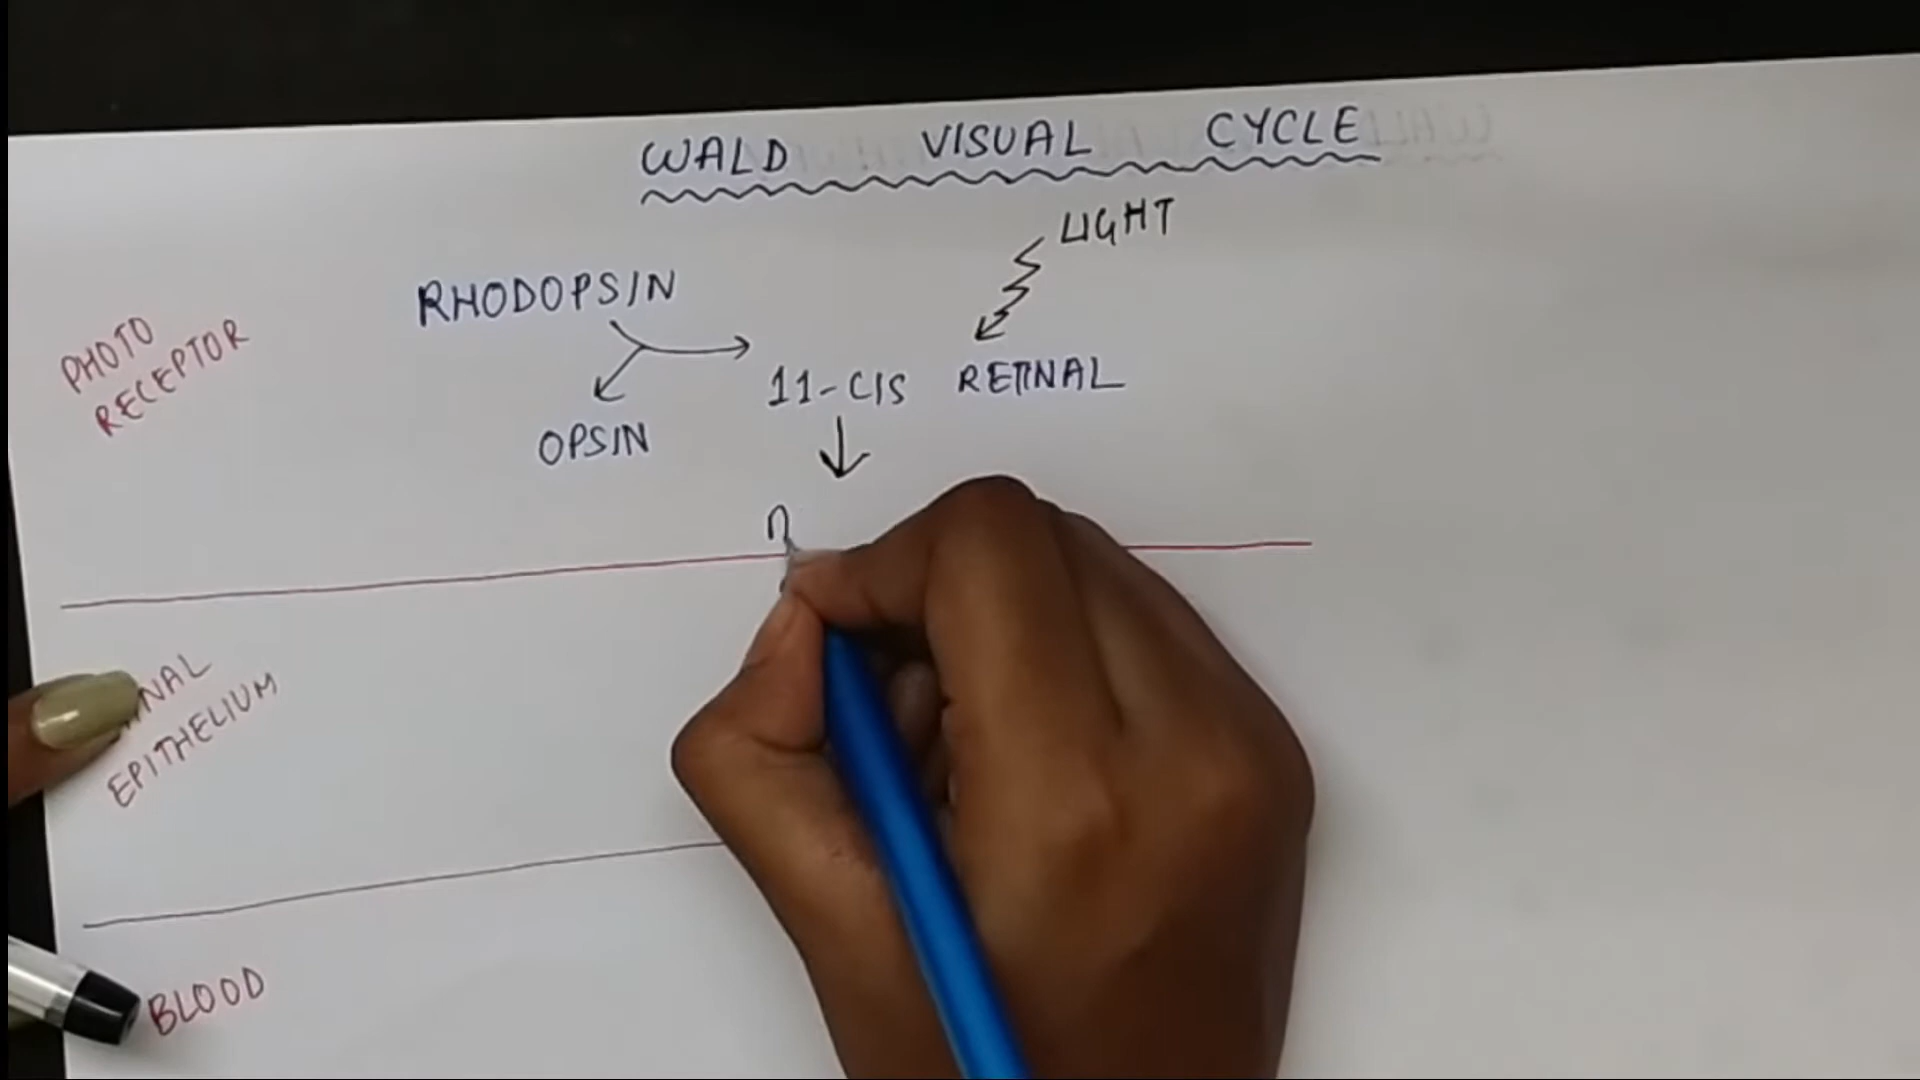 WALD VISUAL CYCLE
LIGHT
RHODOPSIN
PHOTO
RECEPTOR
11-CIS RETINAL
OPSIN
EPITHELIUM
BLOOD